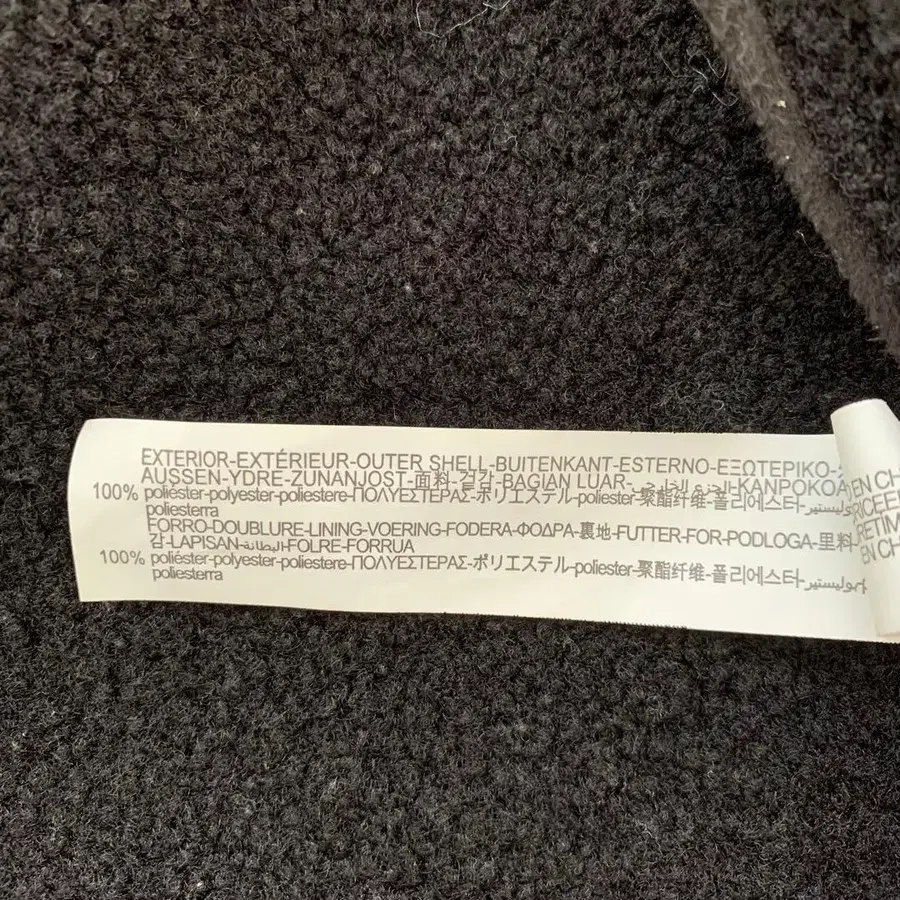 EXTERIOR-EXTÉRIEUR-OUTER SHELL-BUITENKANT-ESTERNO-ΕΞΩΤΕΡΙΚΟ-
AUSSEN-YDRE-ZUNANJOST-面料-겉감-BAGIAN LUAR-الجزء الخارجي-KANPOKOA
100% poliéster-polyester-poliestere-ΠΟΛΥΕΣΤΕΡΑΣ-ポリエステル-poliester-聚酯纤维-폴리에스터-بوليستير
poliesterra
FORRO-DOUBLURE-LINING-VOERING-FODERA-ΦΟΔΡΑ-裏地-FUTTER-FOR-PODLOGA-里料-
감-LAPISAN-البطانة-FOLRE-FORRUA
100% poliéster-polyester-poliestere-ΠΟΛΥΕΣΤΕΡΑΣ-ポリエステル-poliester-聚酯纤维-폴리에스터-بوليستير-
poliesterra
EN CH
EN CH